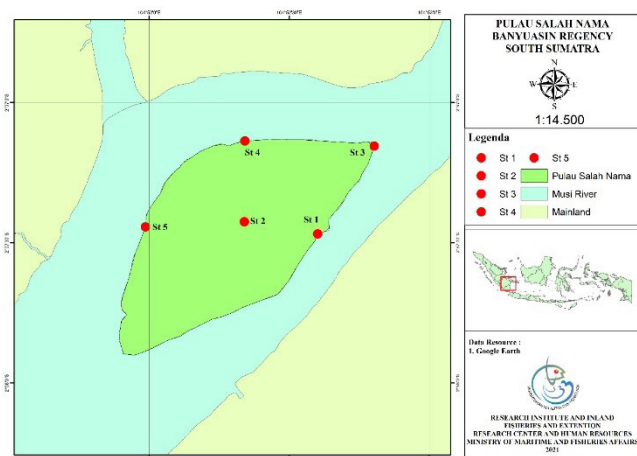 PULAU SALAH NAMA
BANYUASIN REGENCY
SOUTH SUMATRA
N
W E
S
1:14.500
Legenda
St 1 St 5
St 2 Pulau Salah Nama
St 3 Musi River
St 4 Mainland
St 4
St 3
St 2
St 1
St 5
Data Resource :
1. Google Earth
RESEARCH INSTITUTE AND INLAND
FISHERIES AND EXTENTION
RESEARCH CENTER AND HUMAN RESOURCES
MINISTRY OF MARITIME AND FISHERIES AFFAIRS
2021